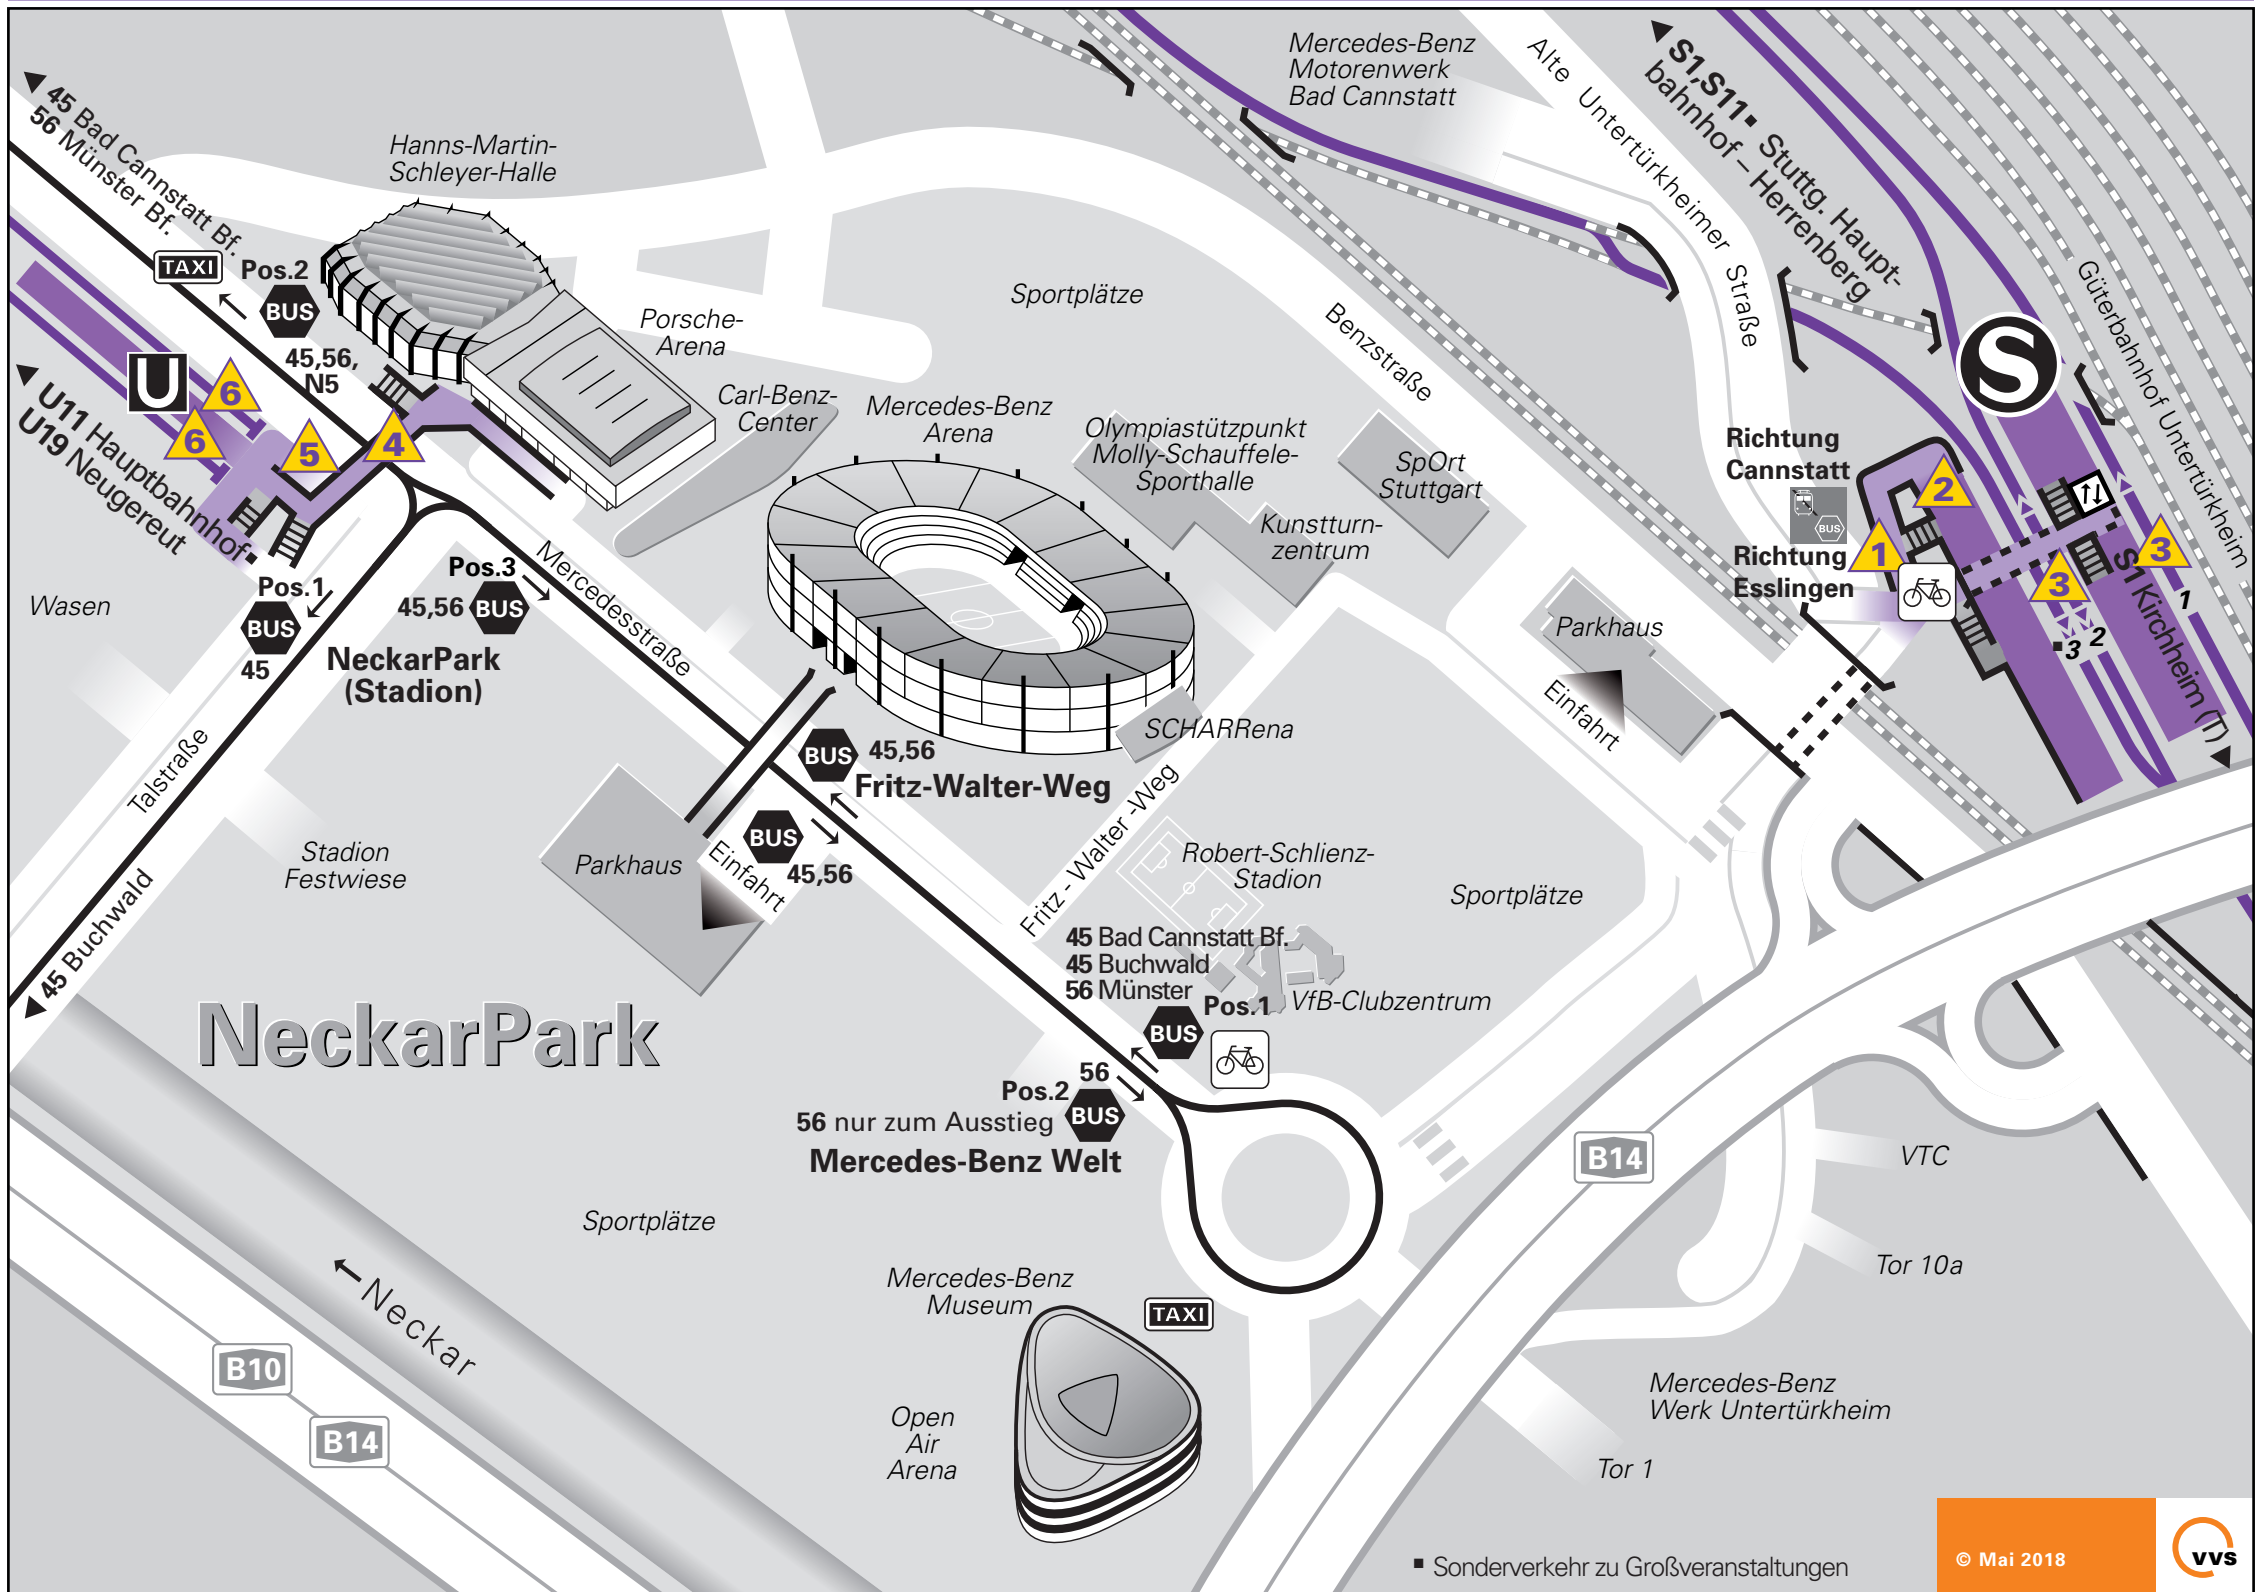 Mercedes-Benz
Motorenwerk
Bad Cannstatt
Alte Untertürkheimer Straße
S1,S11▪ Stuttg. Haupt-
bahnhof – Herrenberg
45 Bad Cannstatt Bf.
56 Münster Bf.
Hanns-Martin-
Schleyer-Halle
TAXI
Pos.2
BUS
45,56,
N5
Porsche-
Arena
Sportplätze
Benzstraße
S
Güterbahnhof Untertürkheim
U
6
6
5
4
U11 Hauptbahnhof▪
U19 Neugereut
Carl-Benz-
Center
Mercedes-Benz
Arena
Olympiastützpunkt
Molly-Schauffele-
Sporthalle
Kunstturn-
zentrum
SpOrt
Stuttgart
Richtung
Cannstatt
BUS
Richtung
Esslingen
1
2
3
3
1
2
▪3
S1 Kirchheim (T)
Wasen
Pos.1
BUS
45
Pos.3
45,56 BUS
NeckarPark
(Stadion)
Mercedesstraße
Parkhaus
Einfahrt
SCHARRena
Talstraße
BUS 45,56
Fritz-Walter-Weg
BUS
45,56
Fritz - Walter -Weg
Stadion
Festwiese
Parkhaus
Einfahrt
Robert-Schlienz-
Stadion
Sportplätze
45 Buchwald
45 Bad Cannstatt Bf.
45 Buchwald
56 Münster
Pos.1
BUS
VfB-Clubzentrum
NeckarPark
56
Pos.2
56 nur zum Ausstieg BUS
Mercedes-Benz Welt
B14
VTC
Sportplätze
Tor 10a
Mercedes-Benz
Museum
TAXI
Neckar
B10
B14
Open
Air
Arena
Mercedes-Benz
Werk Untertürkheim
Tor 1
▪ Sonderverkehr zu Großveranstaltungen
© Mai 2018
vvs